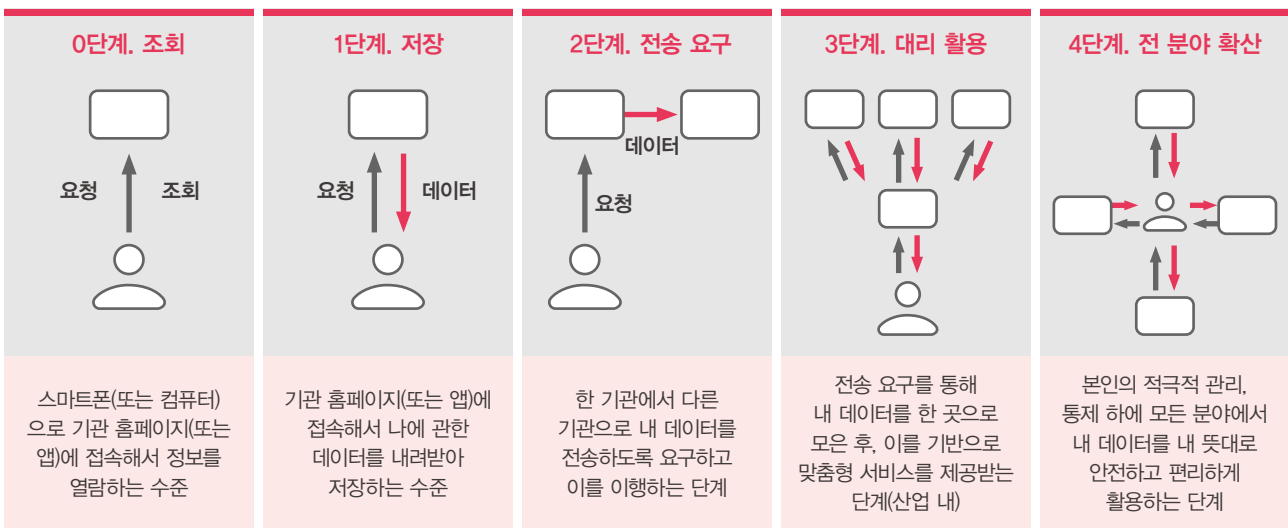 0단계. 조회
요청
조회
스마트폰(또는 컴퓨터)
으로 기관 홈페이지(또는
앱)에 접속해서 정보를
열람하는 수준
1단계. 저장
요청
데이터
기관 홈페이지(또는 앱)에
접속해서 나에 관한
데이터를 내려받아
저장하는 수준
2단계. 전송 요구
데이터
요청
한 기관에서 다른
기관으로 내 데이터를
전송하도록 요구하고
이를 이행하는 단계
3단계. 대리 활용
전송 요구를 통해
내 데이터를 한 곳으로
모은 후, 이를 기반으로
맞춤형 서비스를 제공받는
단계(산업 내)
4단계. 전 분야 확산
본인의 적극적 관리,
통제 하에 모든 분야에서
내 데이터를 내 뜻대로
안전하고 편리하게
활용하는 단계